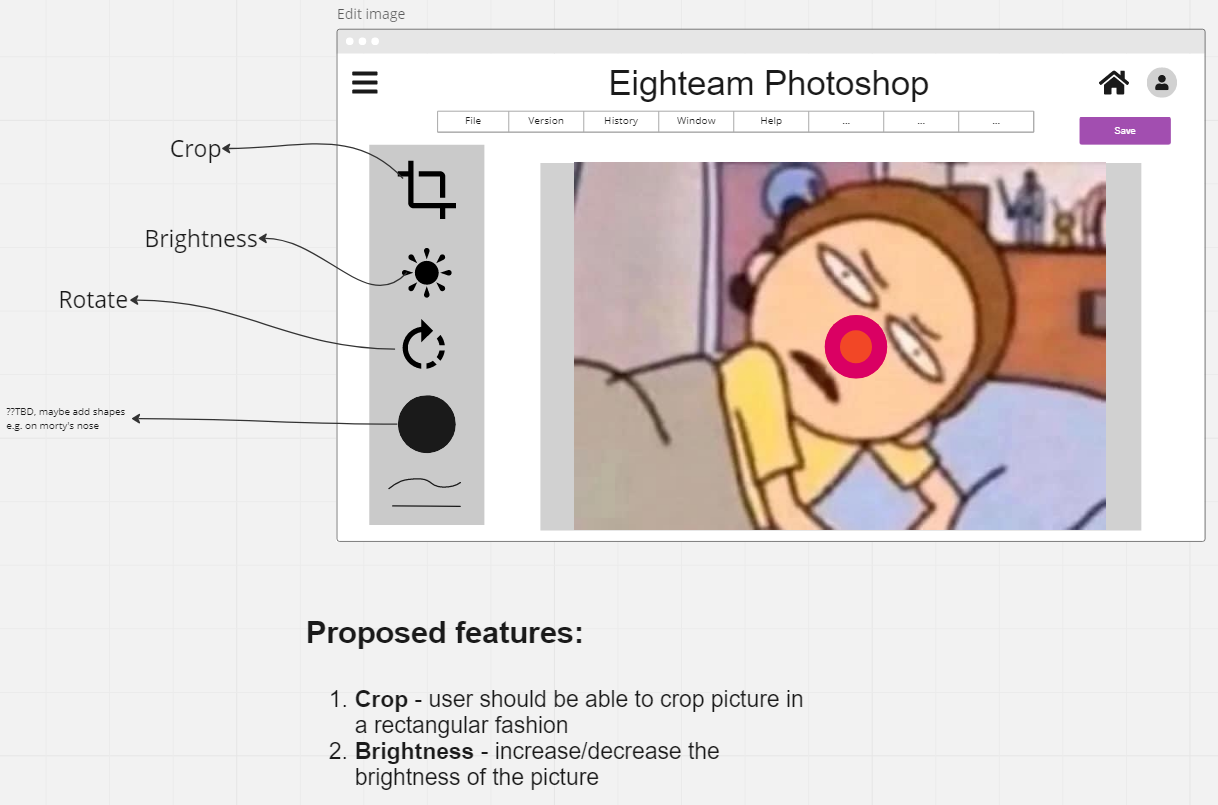 Edit image
Eighteam Photoshop
File Version History Window Help ... ... ...
Save
Crop
Brightness
Rotate
??TBD, maybe add shapes
e.g. on morty's nose
Proposed features:
1. Crop - user should be able to crop picture in
a rectangular fashion
2. Brightness - increase/decrease the
brightness of the picture